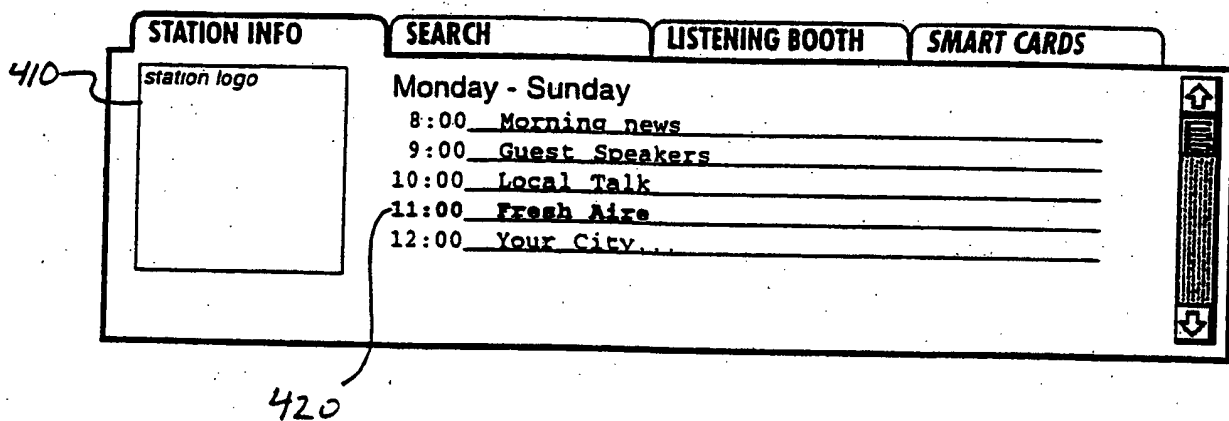 STATION INFO SEARCH LISTENING BOOTH SMART CARDS
410
station logo
Monday - Sunday
8:00 Morning news
9:00 Guest Speakers
10:00 Local Talk
11:00 Fresh Aire
12:00 Your City...
420